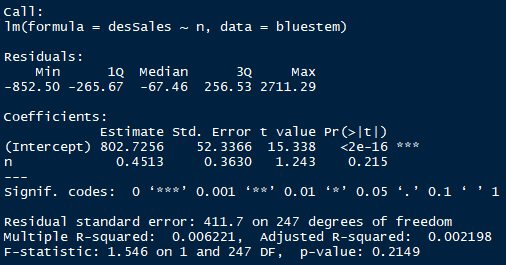 Call:
lm(formula = desSales ~ n, data = bluestem)
Residuals:
Min 1Q Median 3Q Max
-852.50 -265.67 -67.46 256.53 2711.29
Coefficients:
Estimate Std. Error t value Pr(>|t|)
(Intercept) 802.7256 52.3366 15.338 <2e-16 ***
n 0.4513 0.3630 1.243 0.215
---
Signif. codes: 0 ‘***’ 0.001 ‘**’ 0.01 ‘*’ 0.05 ‘.’ 0.1 ‘ ’ 1
Residual standard error: 411.7 on 247 degrees of freedom
Multiple R-squared: 0.006221, Adjusted R-squared: 0.002198
F-statistic: 1.546 on 1 and 247 DF, p-value: 0.2149